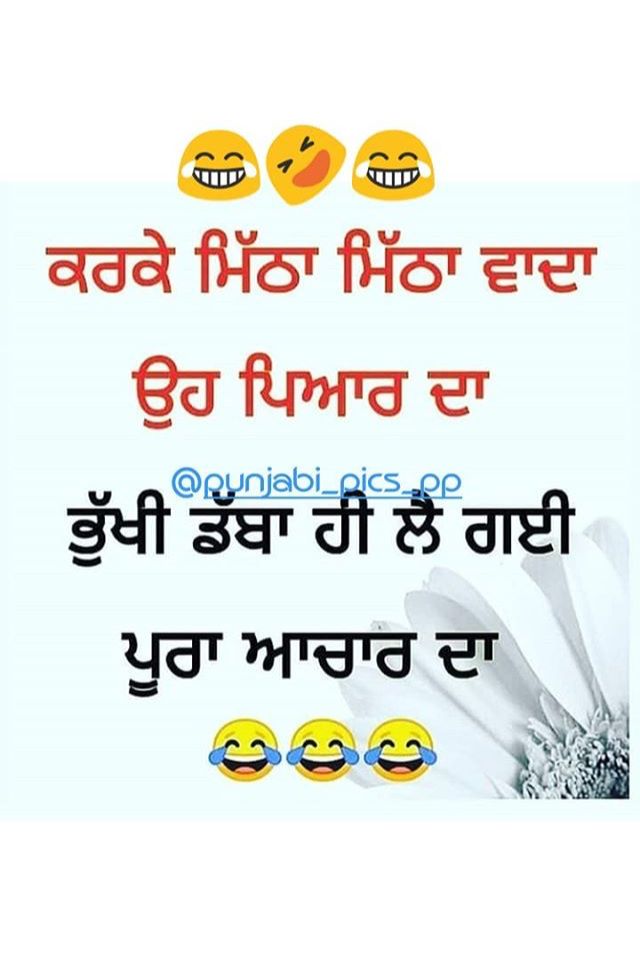 ਕਰਕੇ ਮਿੱਠਾ ਮਿੱਠਾ ਵਾਦਾ
ਉਹ ਪਿਆਰ ਦਾ
@punjabi_pics_pp
ਭੁੱਖੀ ਡੱਬਾ ਹੀ ਲੈ ਗਈ
ਪੂਰਾ ਆਚਾਰ ਦਾ